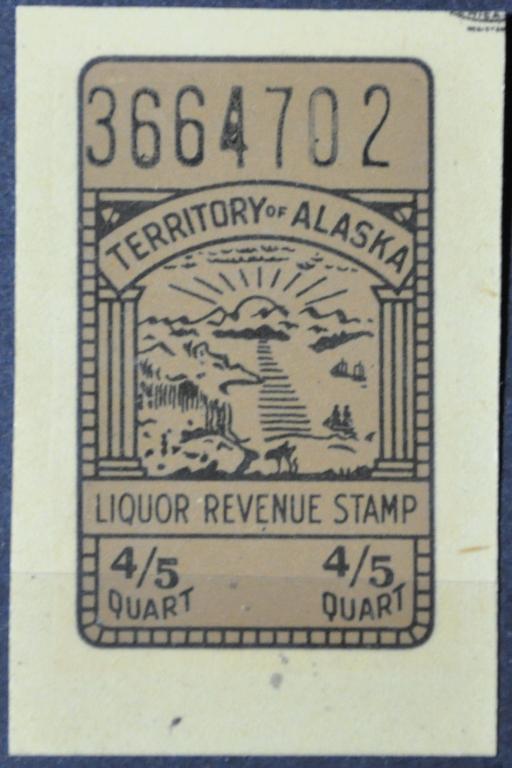 3664702
TERRITORY OF ALASKA
LIQUOR REVENUE STAMP
4/5 4/5
QUART QUART